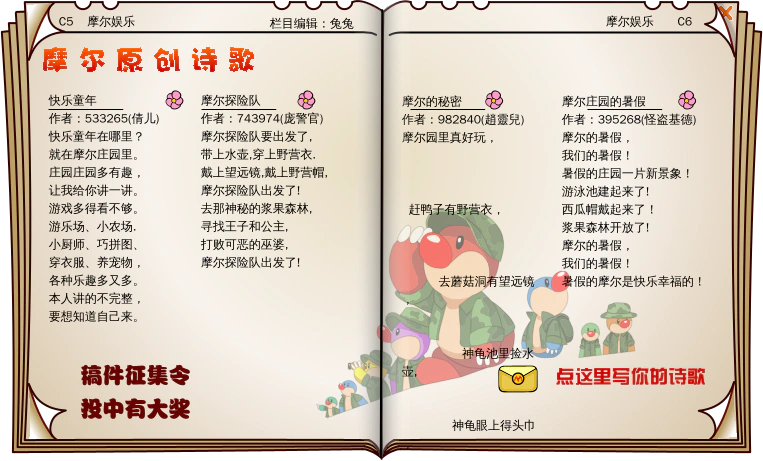 C5 摩尔娱乐
栏目编辑：兔兔
摩尔原创诗歌
快乐童年
作者：533265(倩儿)
快乐童年在哪里？
就在摩尔庄园里。
庄园庄园多有趣，
让我给你讲一讲。
游戏多得看不够。
游乐场、小农场.
小厨师、巧拼图、
穿衣服、养宠物，
各种乐趣多又多。
本人讲的不完整，
要想知道自己来。
摩尔探险队
作者：743974(庞警官)
摩尔探险队要出发了,
带上水壶,穿上野营衣.
戴上望远镜,戴上野营帽,
摩尔探险队出发了!
去那神秘的浆果森林,
寻找王子和公主,
打败可恶的巫婆,
摩尔探险队出发了!
稿件征集令
投中有大奖
摩尔娱乐 C6
摩尔的秘密
作者：982840(趙靈兒)
摩尔园里真好玩，
赶鸭子有野营衣，
去蘑菇洞有望远镜
，
神龟池里捡水
壶,
神龟眼上得头巾
摩尔庄园的暑假
作者：395268(怪盗基德)
摩尔的暑假，
我们的暑假！
暑假的庄园一片新景象！
游泳池建起来了!
西瓜帽戴起来了！
浆果森林开放了!
摩尔的暑假，
我们的暑假！
暑假的摩尔是快乐幸福的！
点这里写你的诗歌